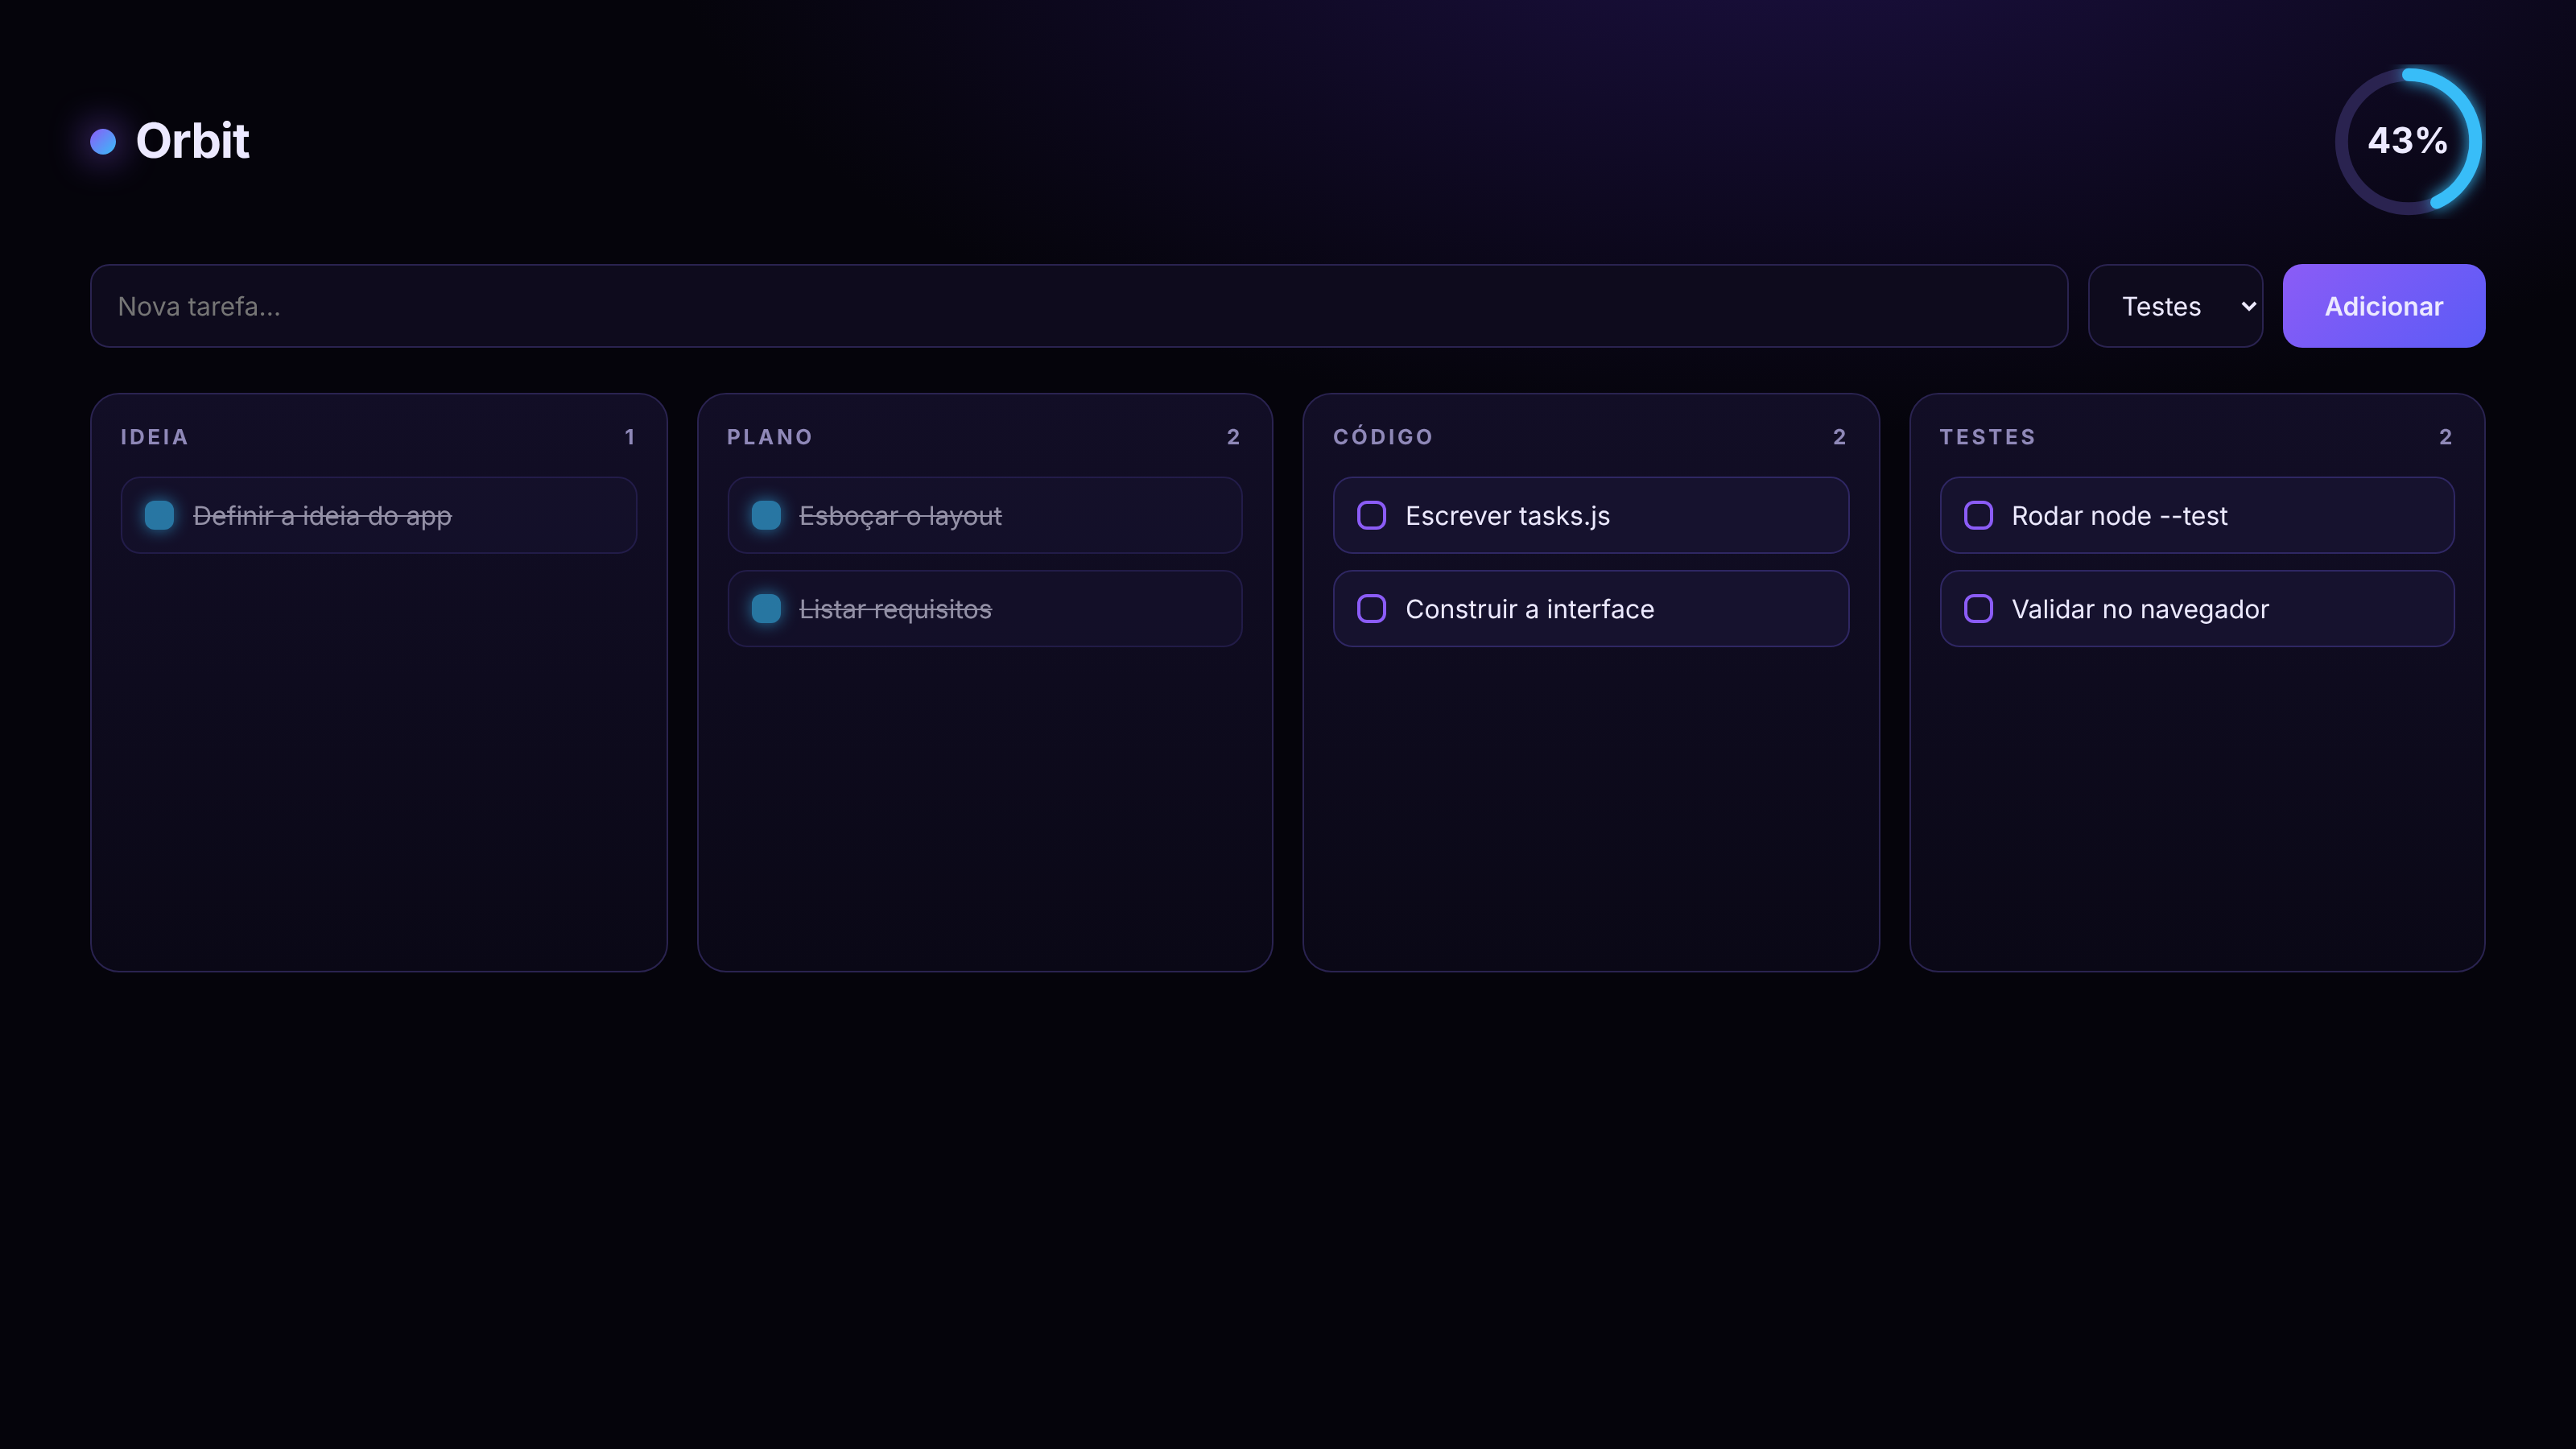 Orbit
43%
Nova tarefa...
Testes
Adicionar
IDEIA
1
Definir a ideia do app
PLANO
2
Esboçar o layout
Listar requisitos
CÓDIGO
2
Escrever tasks.js
Construir a interface
TESTES
2
Rodar node --test
Validar no navegador